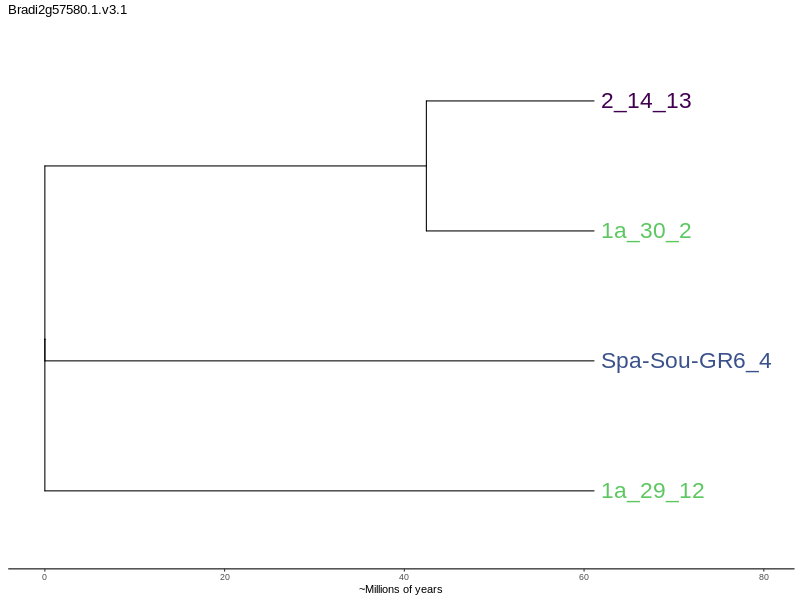 Bradi2g57580.1.v3.1
2_14_13
1a_30_2
Spa-Sou-GR6_4
1a_29_12
0 20 40 60 80
~Millions of years